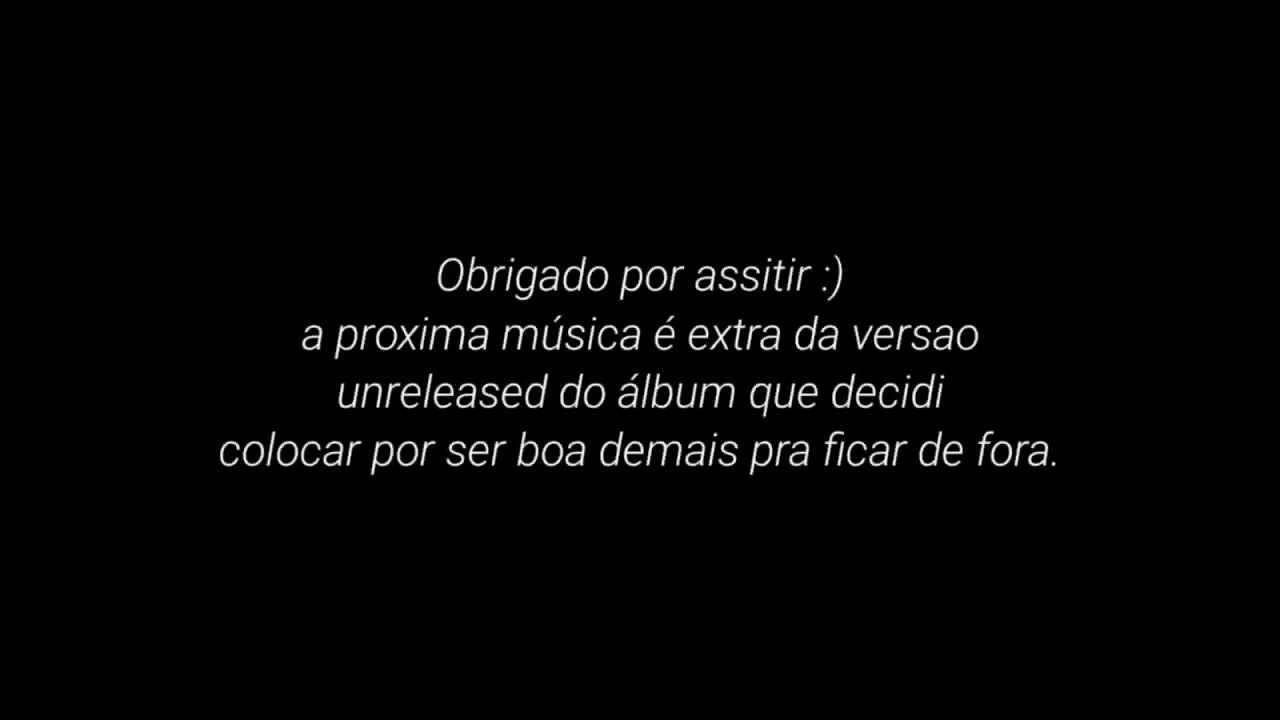 Obrigado por assitir :)
a proxima música é extra da versao
unreleased do álbum que decidi
colocar por ser boa demais pra ficar de fora.